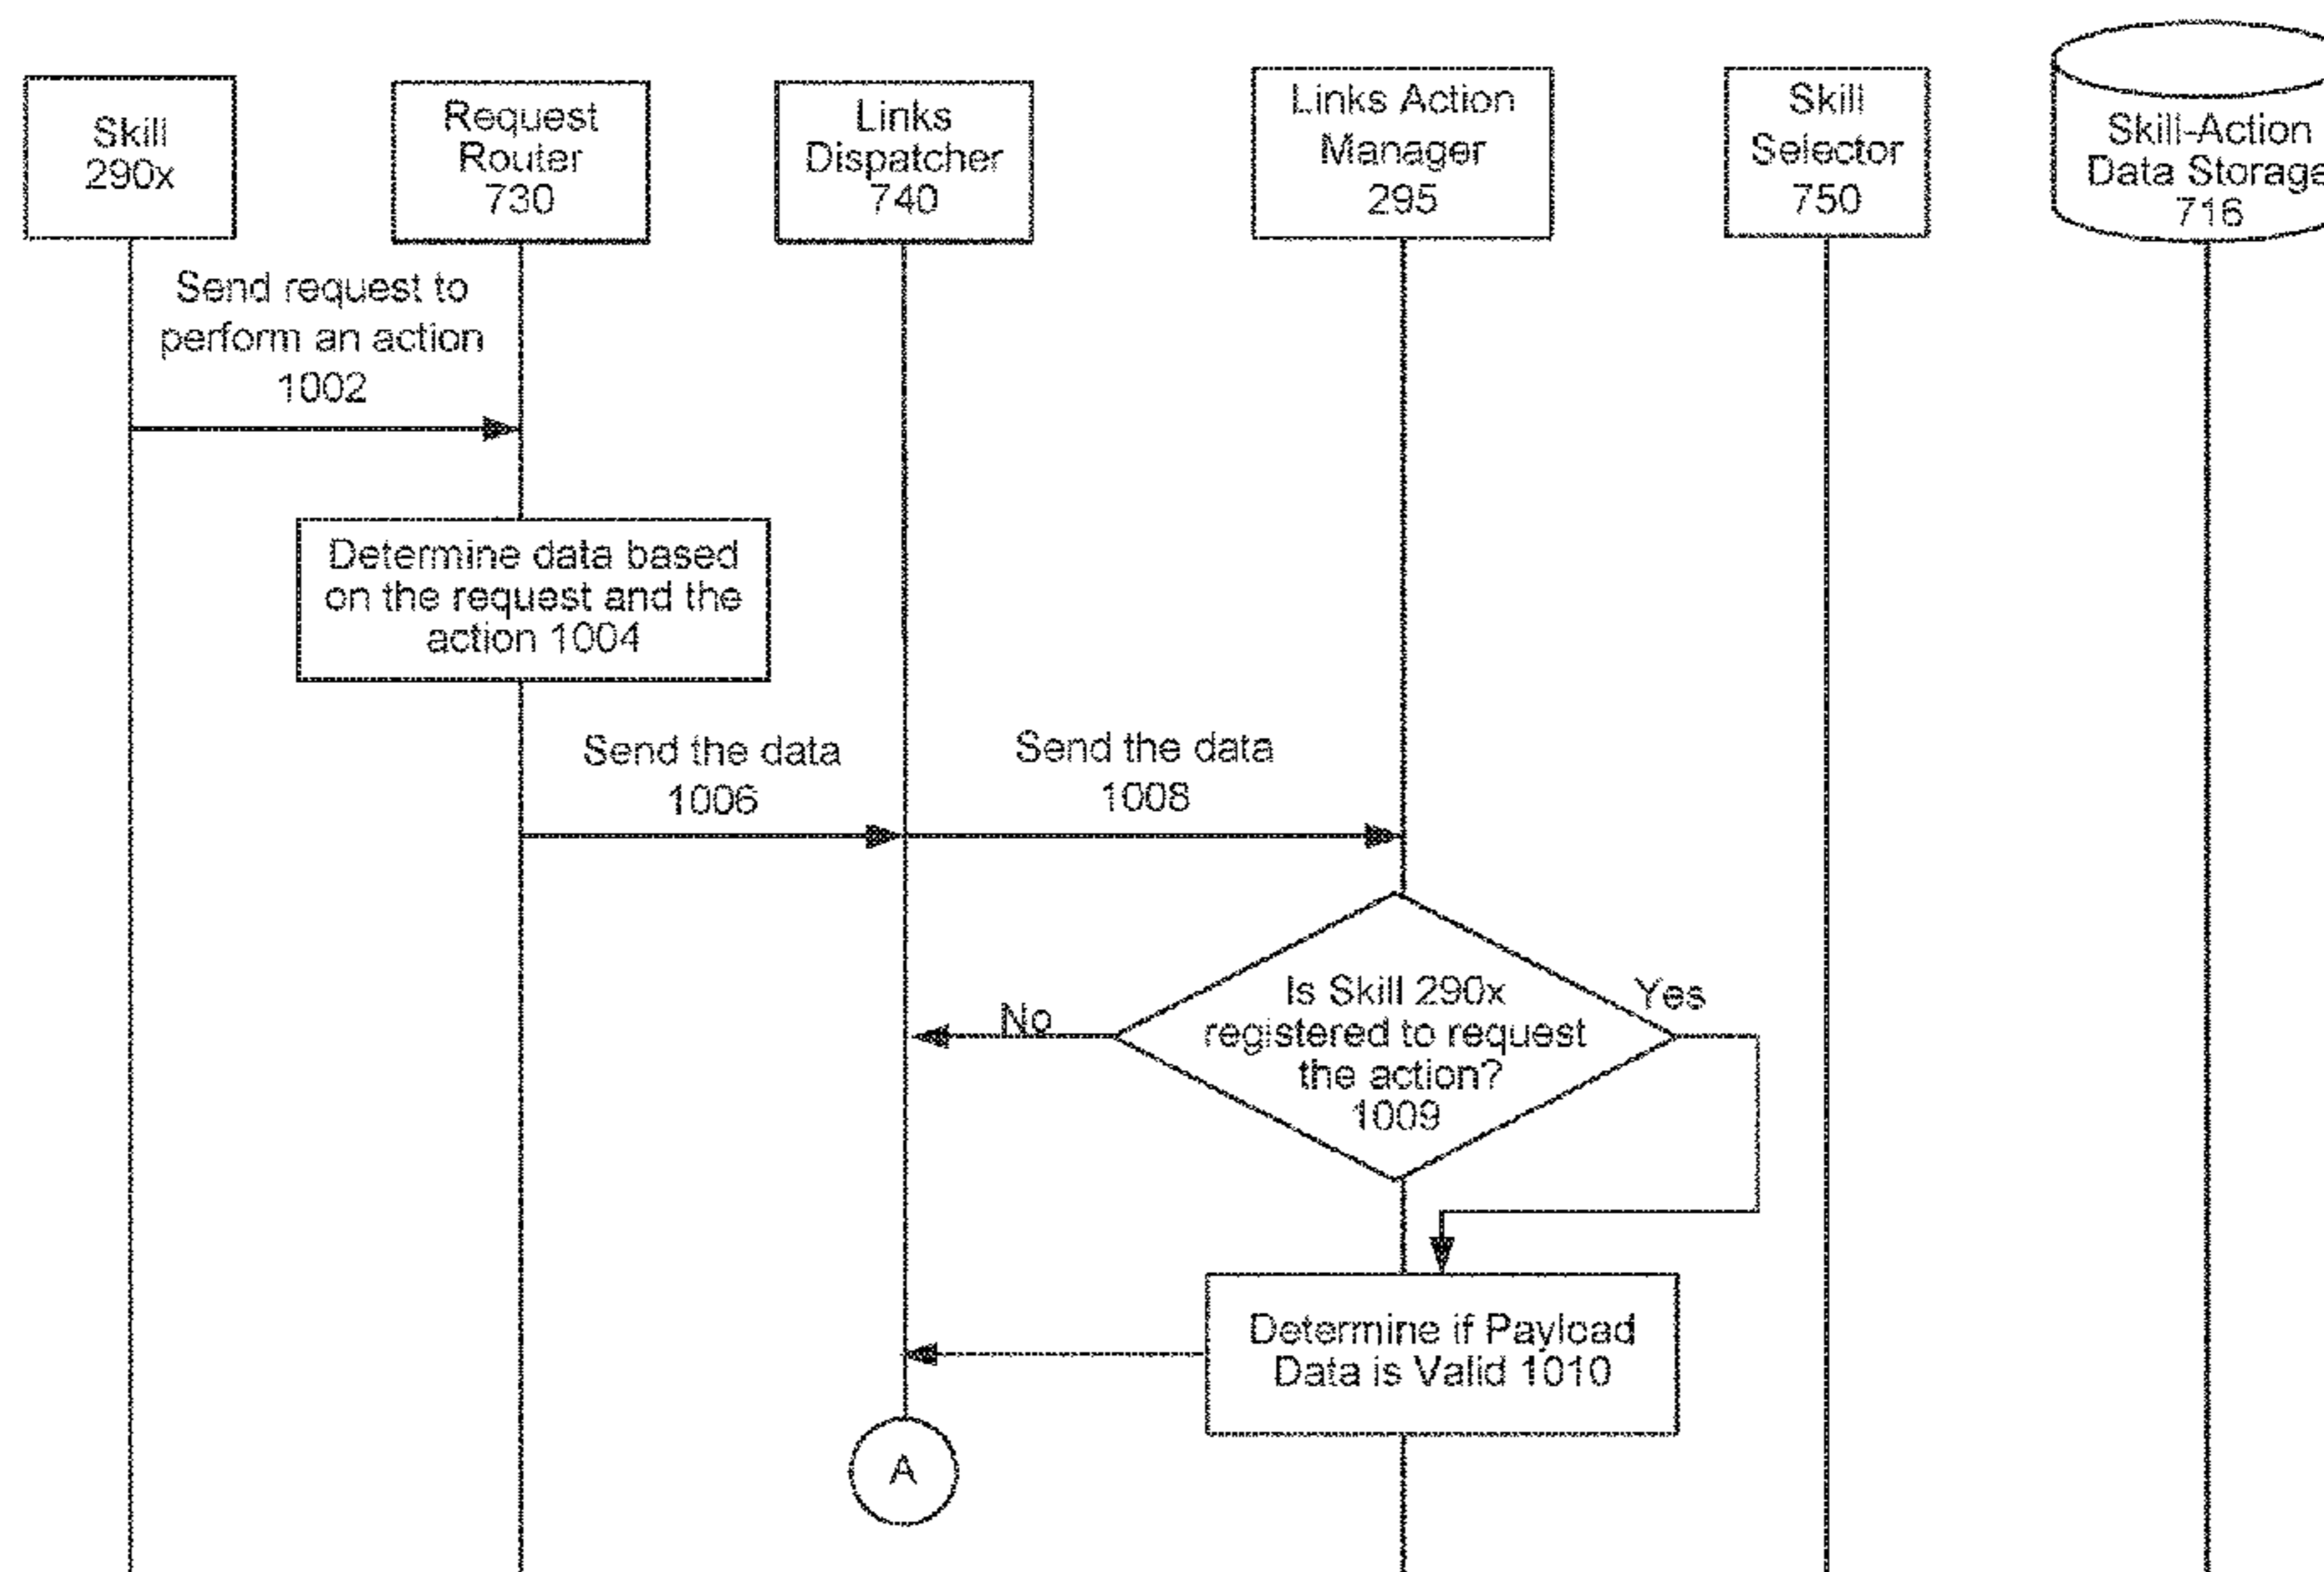 Skill
290x
Request
Router
730
Links
Dispatcher
740
Links Action
Manager
295
Skill
Selector
750
Skill-Action
Data Storage
716
Send request to
perform an action
1002
Determine data based
on the request and the
action 1004
Send the data
1006
Send the data
1008
Is Skill 290x
registered to request
the action?
1009
No
Yes
Determine if Payload
Data is Valid 1010
A